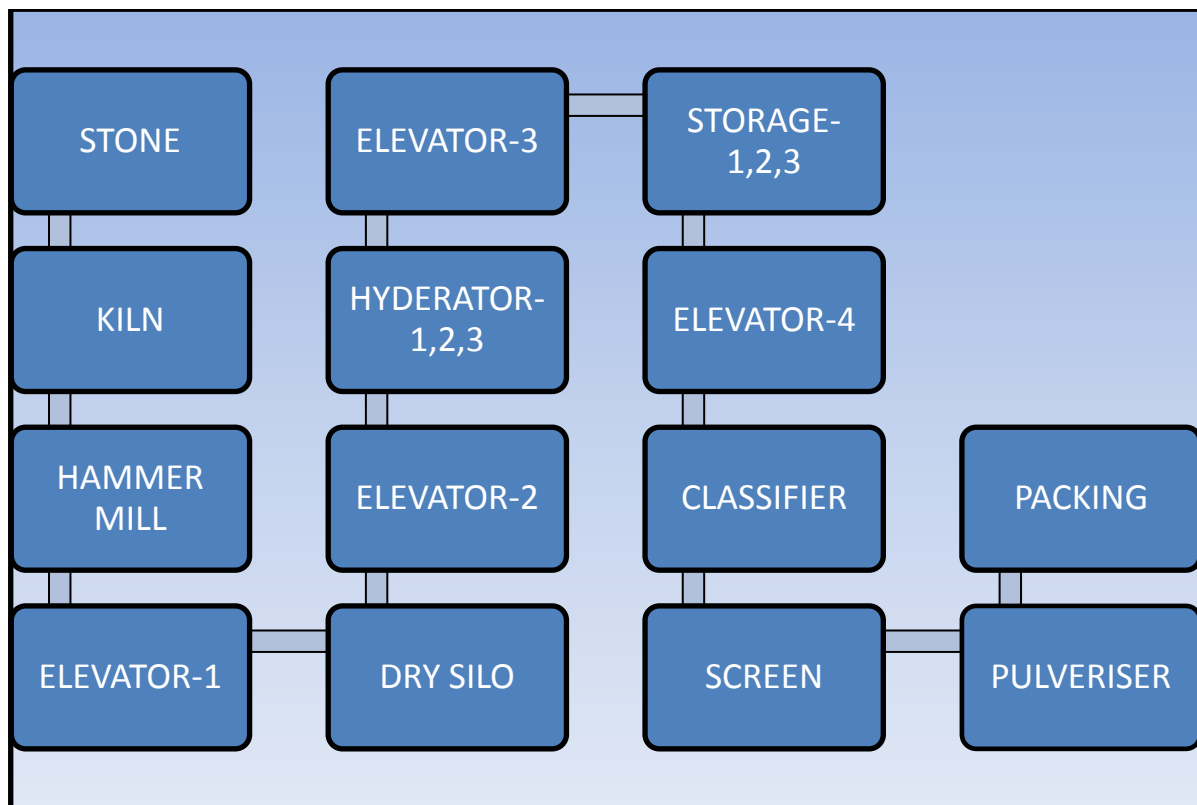 STONE
KILN
HAMMER
MILL
ELEVATOR-1
DRY SILO
ELEVATOR-2
HYDERATOR-
1,2,3
ELEVATOR-3
STORAGE-
1,2,3
ELEVATOR-4
CLASSIFIER
SCREEN
PULVERISER
PACKING